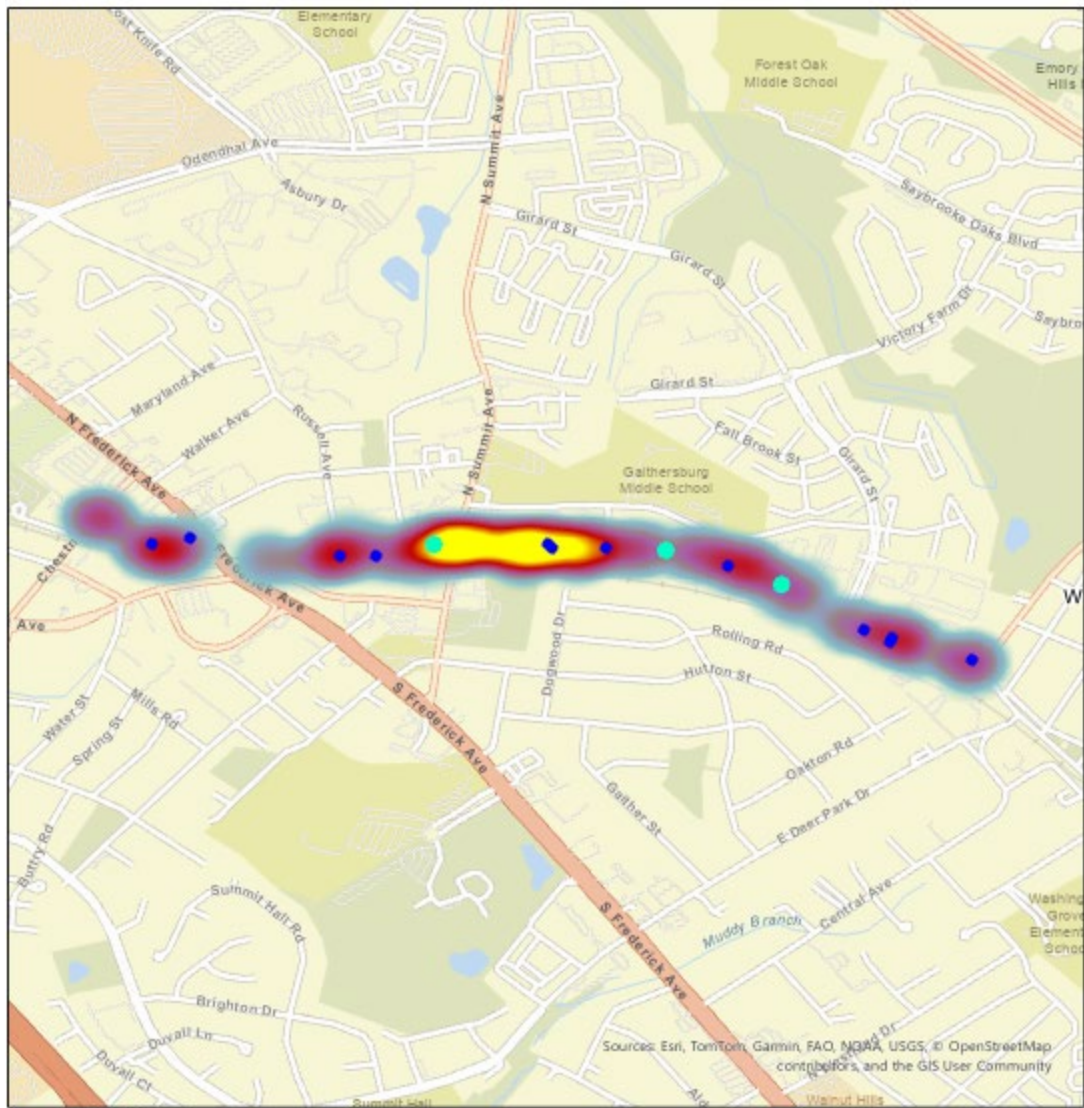 Elementary
School
Lost Knife Rd
Forest Oak
Middle School
Emory
Hills
N Summit Ave
Odendhal Ave
Asbury Dr
Saybrooke Oaks Blvd
Girard St
Girard St
Victory Farm Dr
Saybro
Maryland Ave
Girard St
N Frederick Ave
Walker Ave
Russell Ave
N Summit Ave
Fall Brook St
Girard St
Gaithersburg
Middle School
Chestn
Frederick Ave
Ave
W
Dogwood Dr
Rolling Rd
Hutton St
Water St
Mills Rd
Spring St
S Frederick Ave
Oakton Rd
Gaither St
E Deer Park Dr
Buttry Rd
Summit Hall Rd
Central Ave
Muddy Branch
Washing
Grove
Element
Schoo
S Frederick Ave
Brighton Dr
Duvall Ln
Duvall Ct
Sources: Esri, TomTom, Garmin, FAO, NOAA, USGS, © OpenStreetMap
contributors, and the GIS User Community
Summit Hall
Walnut Hills